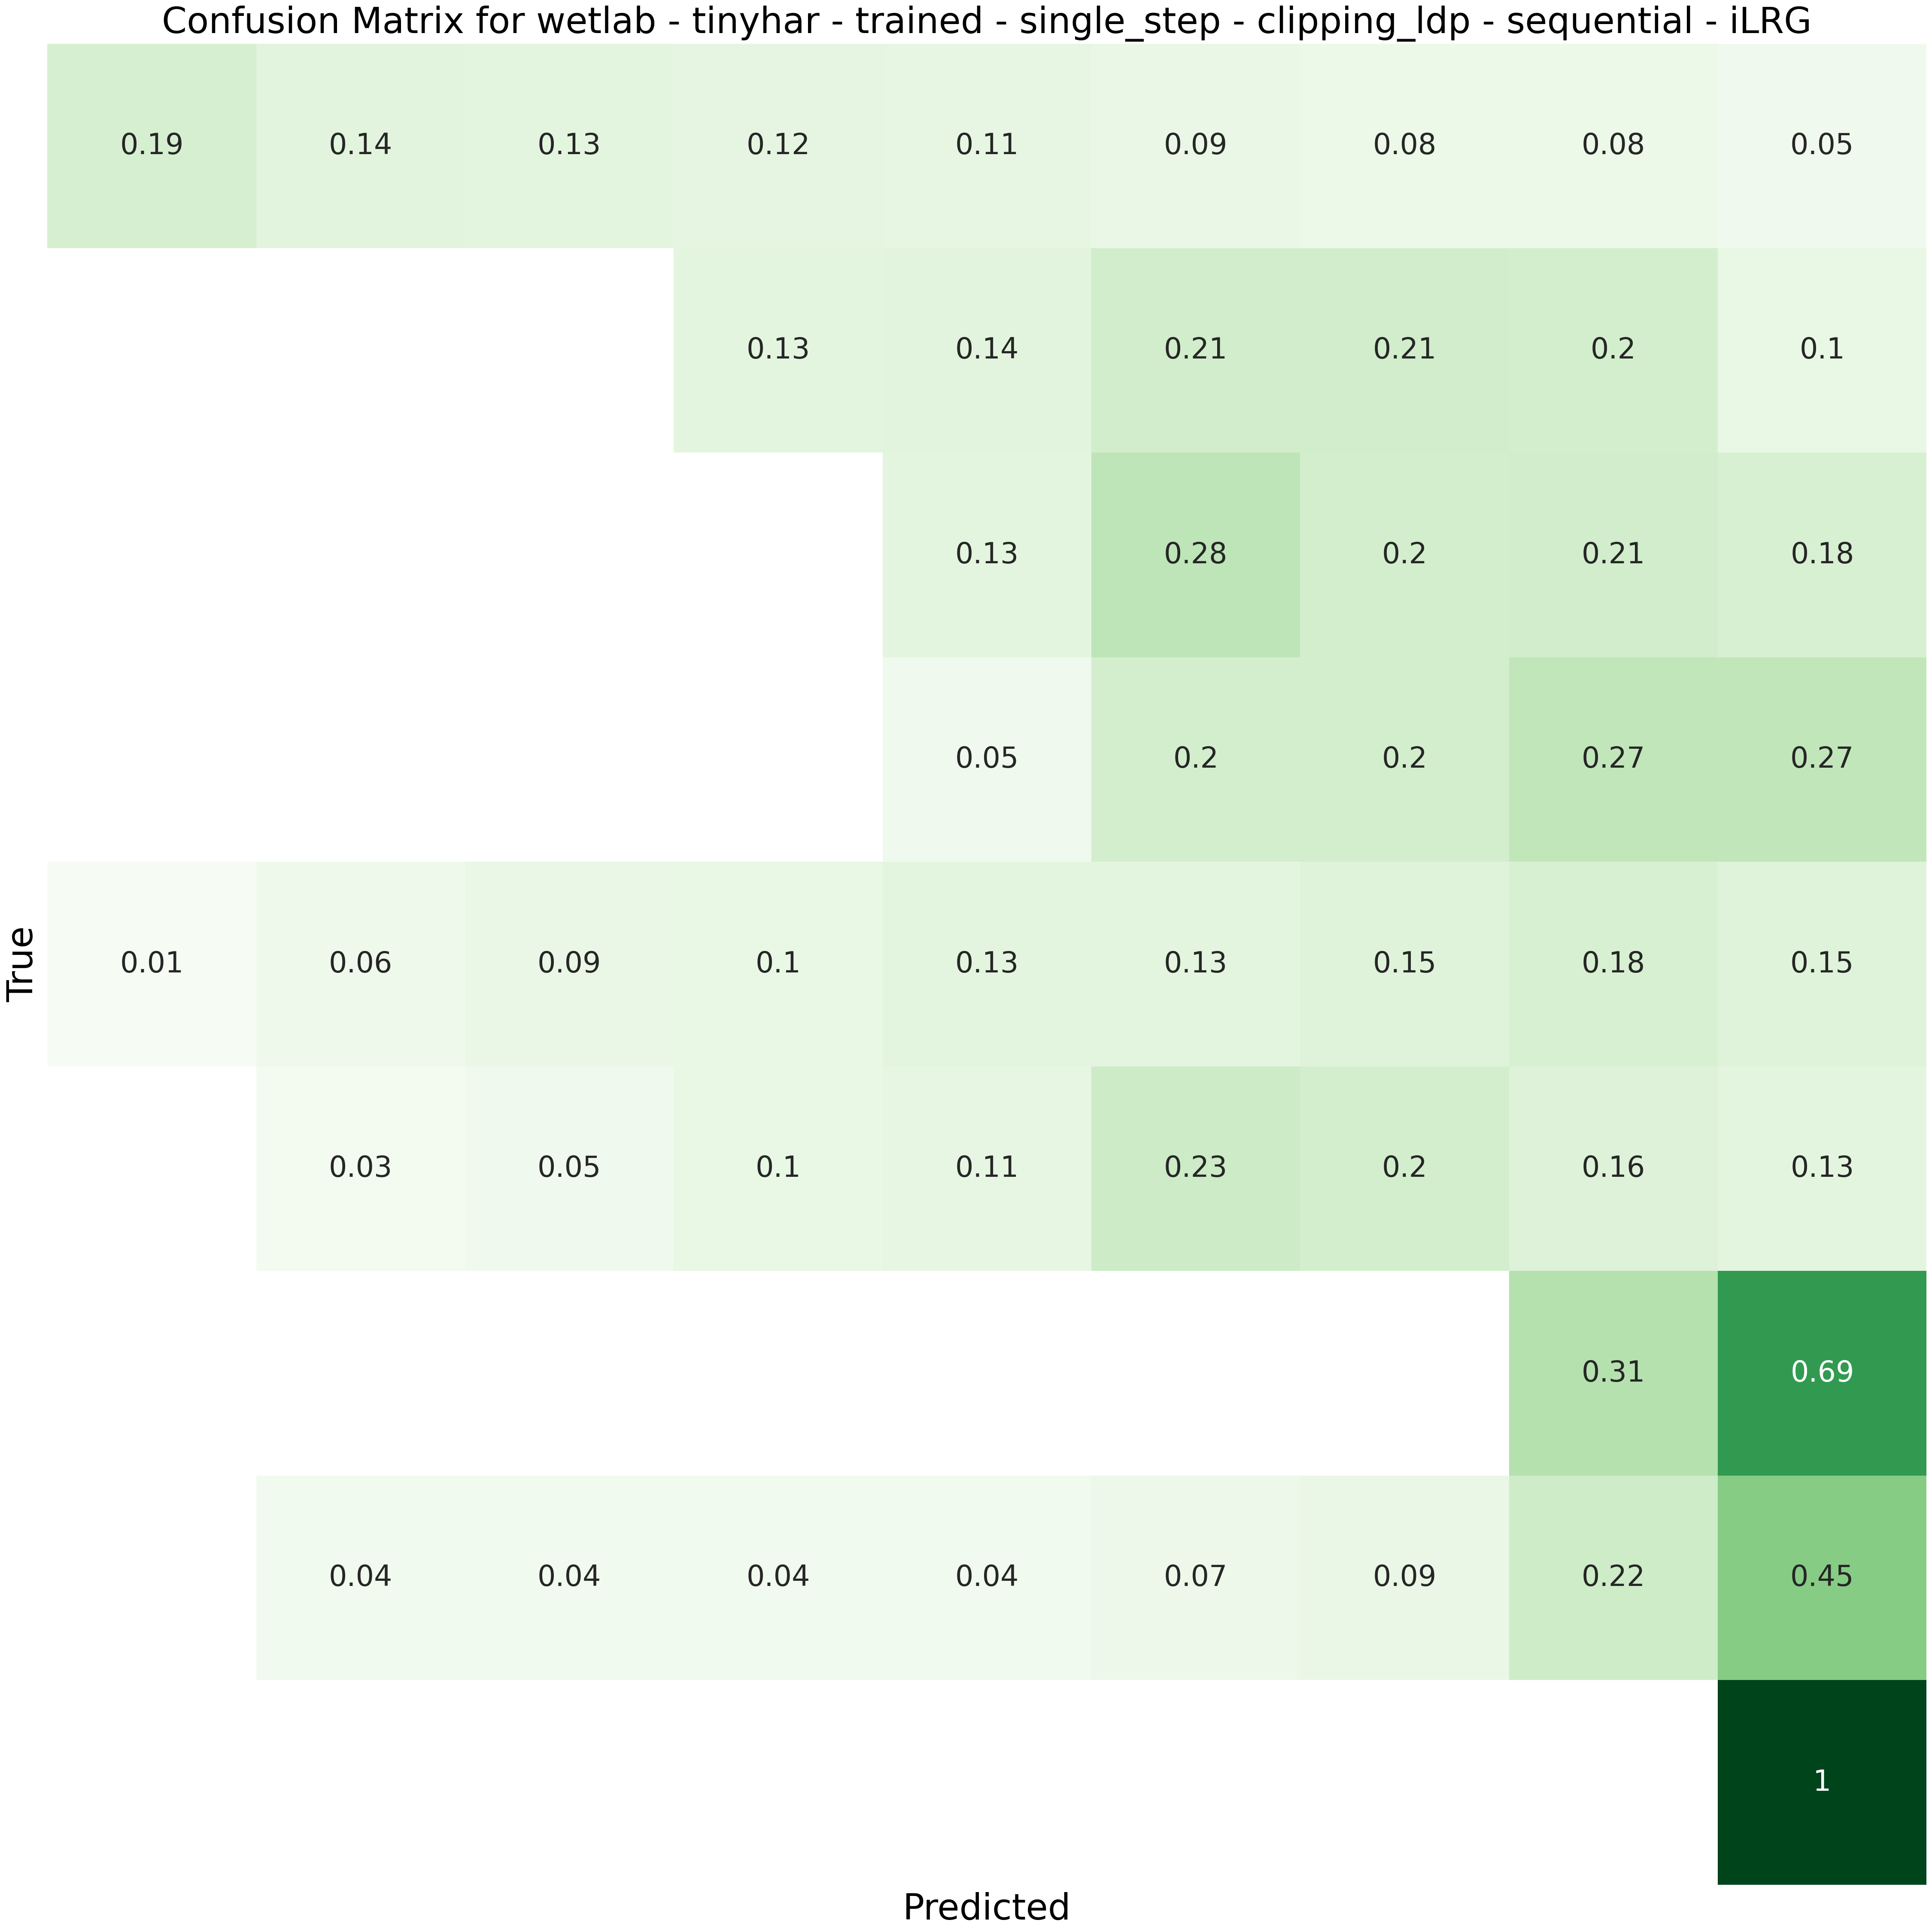 Confusion Matrix for wetlab - tinyhar - trained - single_step - clipping_ldp - sequential - iLRG
0.19 0.14 0.13 0.12 0.11 0.09 0.08 0.08 0.05
0.13 0.14 0.21 0.21 0.2 0.1
0.13 0.28 0.2 0.21 0.18
0.05 0.2 0.2 0.27 0.27
True
0.01 0.06 0.09 0.1 0.13 0.13 0.15 0.18 0.15
0.03 0.05 0.1 0.11 0.23 0.2 0.16 0.13
0.31 0.69
0.04 0.04 0.04 0.04 0.07 0.09 0.22 0.45
1
Predicted